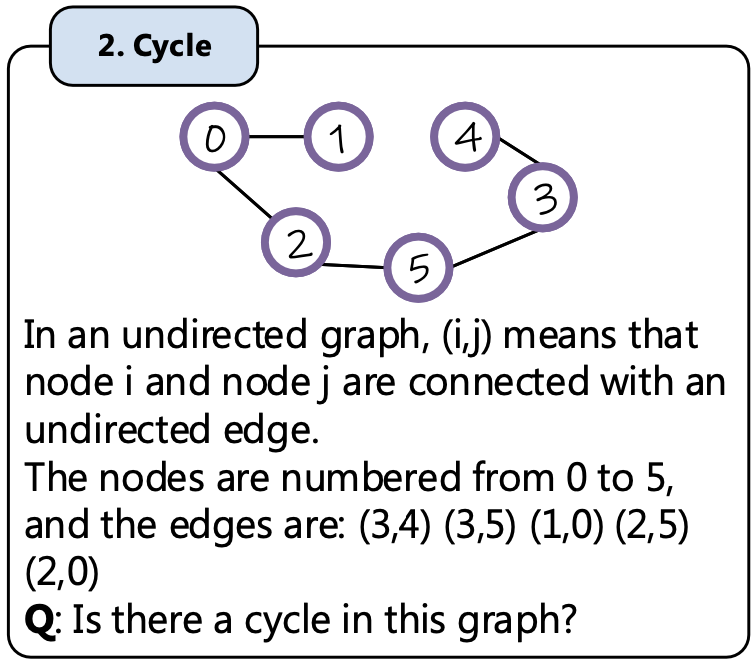 2. Cycle
0 1 4
3
2 5
In an undirected graph, (i,j) means that
node i and node j are connected with an
undirected edge.
The nodes are numbered from 0 to 5,
and the edges are: (3,4) (3,5) (1,0) (2,5)
(2,0)
Q: Is there a cycle in this graph?